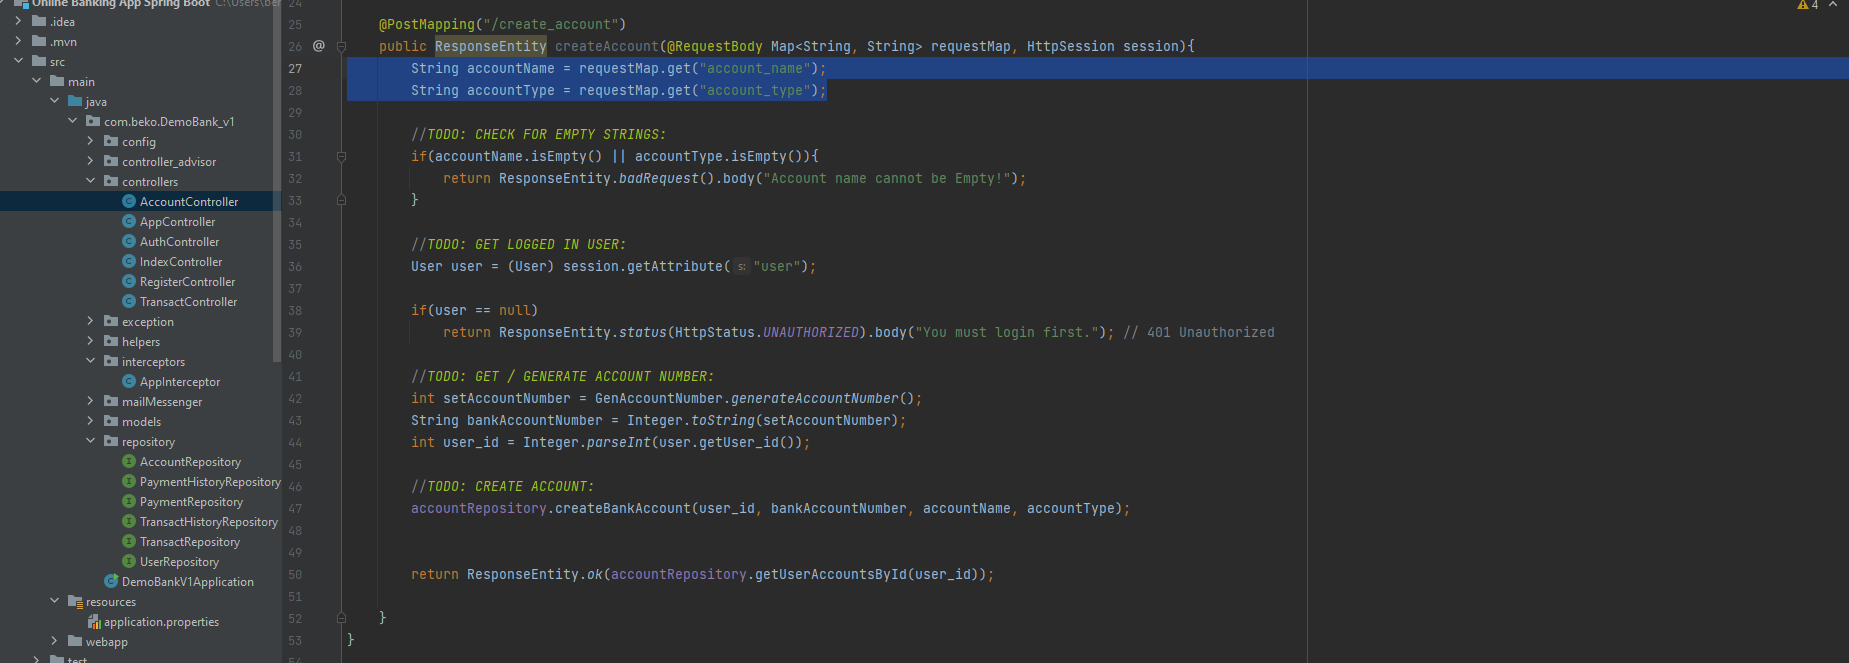 Online Banking App Spring Boot C:\Users\ber
.idea
.mvn
src
main
java
com.beko.DemoBank_v1
config
controller_advisor
controllers
AccountController
AppController
AuthController
IndexController
RegisterController
TransactController
exception
helpers
interceptors
AppInterceptor
mailMessenger
models
repository
AccountRepository
PaymentHistoryRepository
PaymentRepository
TransactHistoryRepository
TransactRepository
UserRepository
DemoBankV1Application
resources
application.properties
webapp
test
4
24
25 @PostMapping("/create_account")
26 @ public ResponseEntity createAccount(@RequestBody Map<String, String> requestMap, HttpSession session){
27 String accountName = requestMap.get("account_name");
28 String accountType = requestMap.get("account_type");
29
30 //TODO: CHECK FOR EMPTY STRINGS:
31 if(accountName.isEmpty() || accountType.isEmpty()){
32 return ResponseEntity.badRequest().body("Account name cannot be Empty!");
33 }
34
35 //TODO: GET LOGGED IN USER:
36 User user = (User) session.getAttribute( s: "user");
37
38 if(user == null)
39 return ResponseEntity.status(HttpStatus.UNAUTHORIZED).body("You must login first."); // 401 Unauthorized
40
41 //TODO: GET / GENERATE ACCOUNT NUMBER:
42 int setAccountNumber = GenAccountNumber.generateAccountNumber();
43 String bankAccountNumber = Integer.toString(setAccountNumber);
44 int user_id = Integer.parseInt(user.getUser_id());
45
46 //TODO: CREATE ACCOUNT:
47 accountRepository.createBankAccount(user_id, bankAccountNumber, accountName, accountType);
48
49
50 return ResponseEntity.ok(accountRepository.getUserAccountsById(user_id));
51
52 }
53 }
54